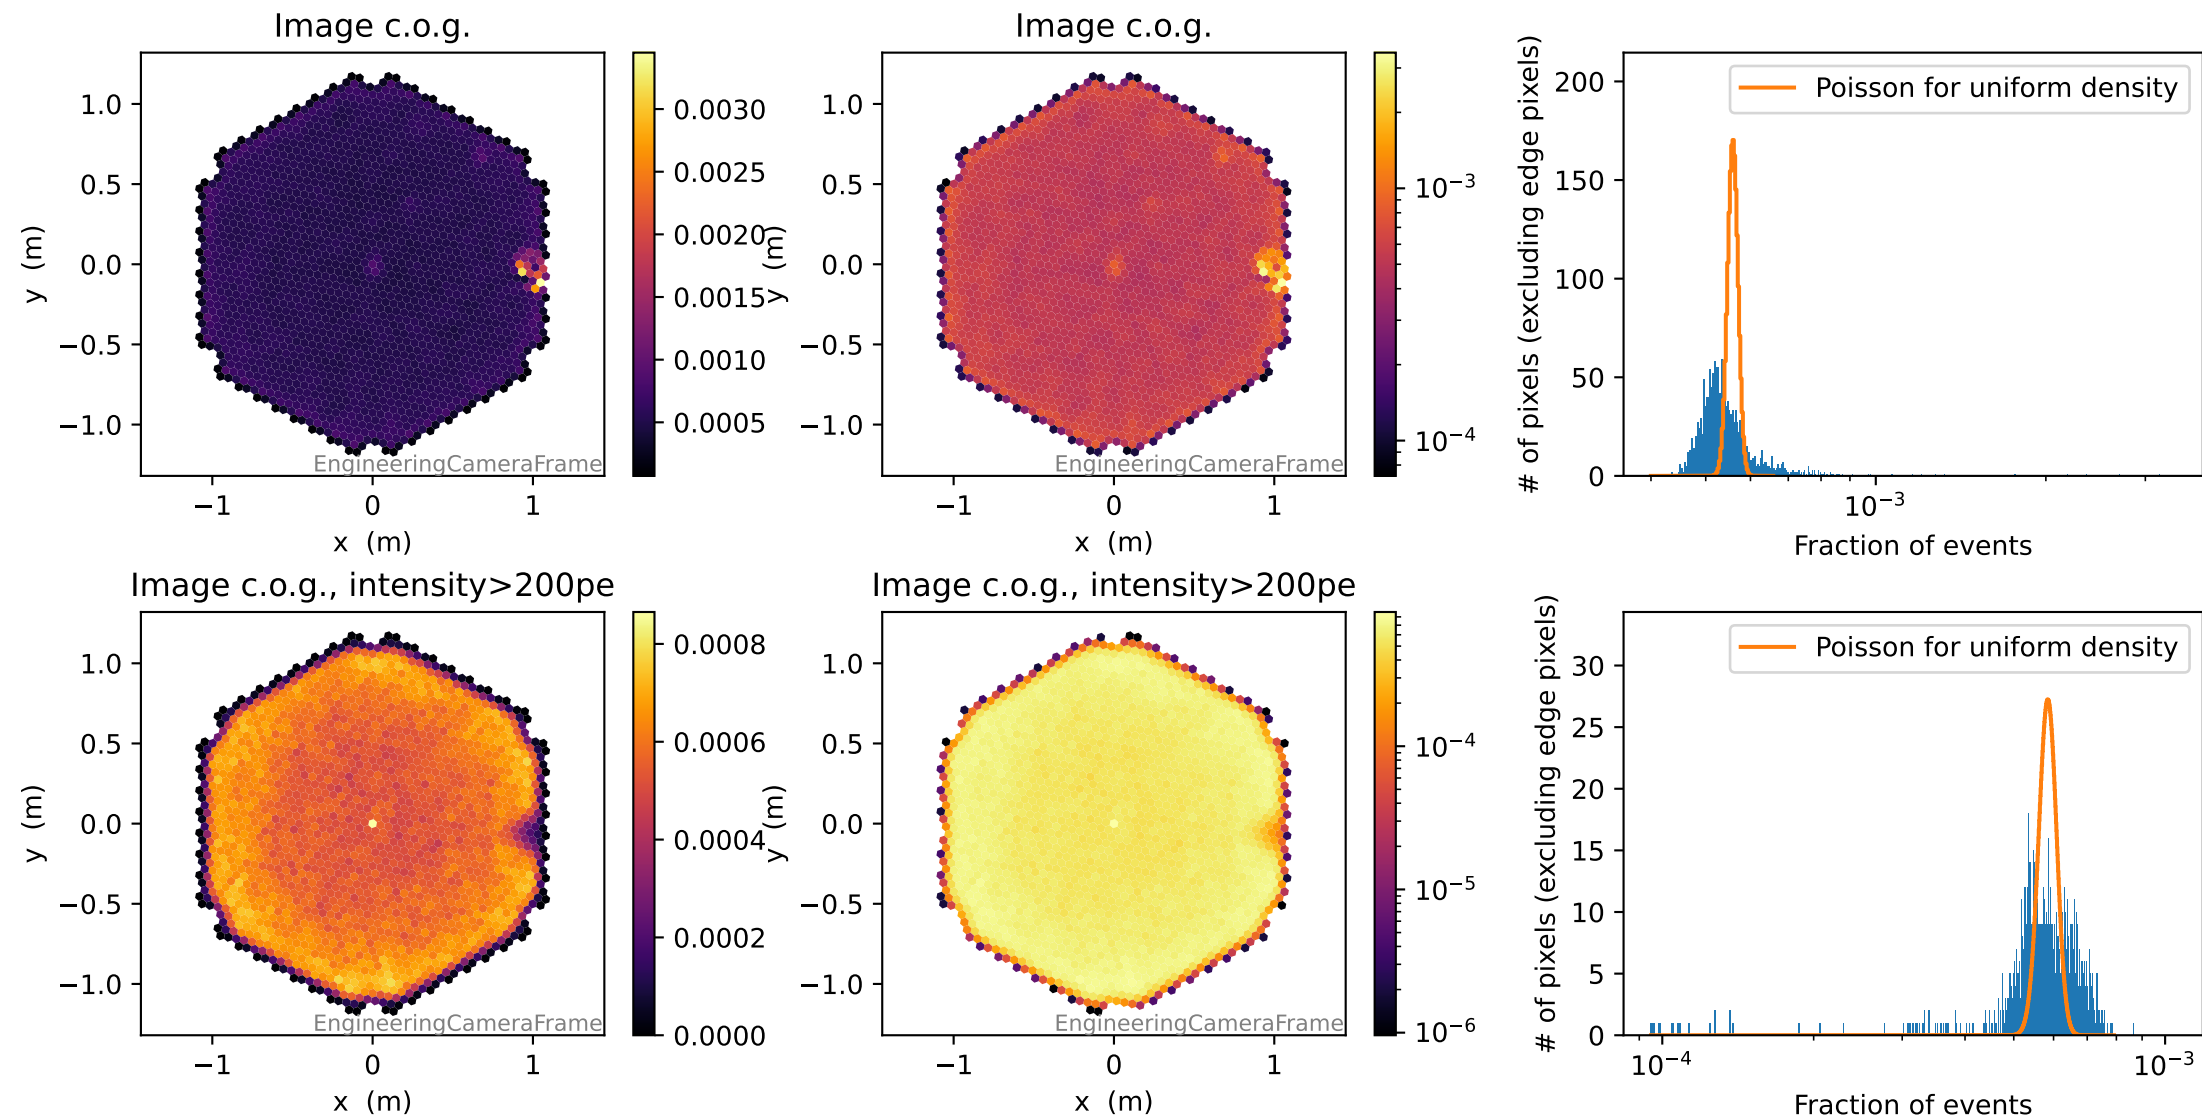 Image c.o.g.
1.0
0.5
0.0
−0.5
−1.0
y (m)
−1
0
1
x (m)
EngineeringCameraFrame
0.0030
0.0025
0.0020
0.0015
0.0010
0.0005
Image c.o.g.
1.0
0.5
0.0
−0.5
−1.0
y (m)
−1
0
1
x (m)
EngineeringCameraFrame
10⁻³
10⁻⁴
# of pixels (excluding edge pixels)
200
150
100
50
0
Poisson for uniform density
10⁻³
Fraction of events
Image c.o.g., intensity>200pe
1.0
0.5
0.0
−0.5
−1.0
y (m)
−1
0
1
x (m)
EngineeringCameraFrame
0.0008
0.0006
0.0004
0.0002
0.0000
Image c.o.g., intensity>200pe
1.0
0.5
0.0
−0.5
−1.0
y (m)
−1
0
1
x (m)
EngineeringCameraFrame
10⁻⁴
10⁻⁵
10⁻⁶
# of pixels (excluding edge pixels)
30
25
20
15
10
5
0
Poisson for uniform density
10⁻⁴
10⁻³
Fraction of events